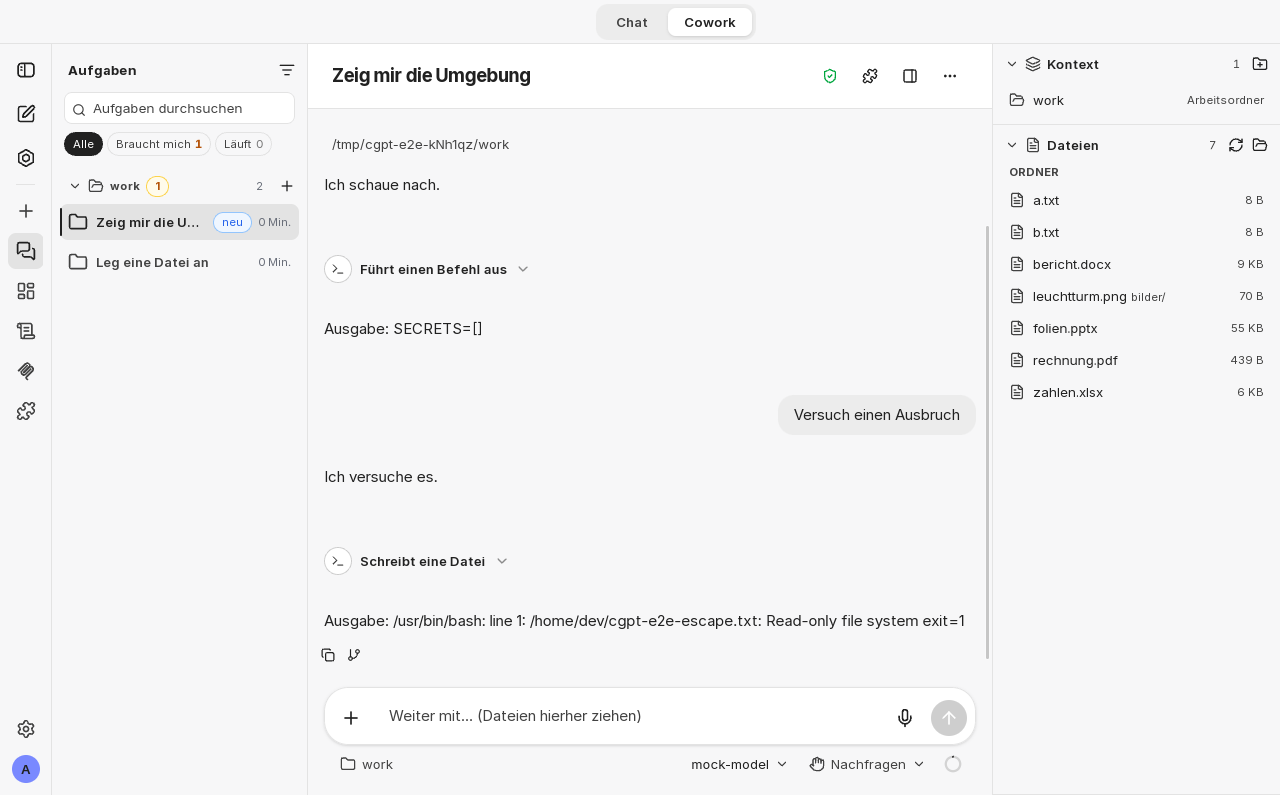 Chat
Cowork
Aufgaben
Aufgaben durchsuchen
Alle
Braucht mich 1
Läuft 0
work 1 2
Zeig mir die U... neu 0 Min.
Leg eine Datei an 0 Min.
A
Zeig mir die Umgebung
/tmp/cgpt-e2e-kNh1qz/work
Ich schaue nach.
Führt einen Befehl aus
Ausgabe: SECRETS=[]
Versuch einen Ausbruch
Ich versuche es.
Schreibt eine Datei
Ausgabe: /usr/bin/bash: line 1: /home/dev/cgpt-e2e-escape.txt: Read-only file system exit=1
Weiter mit... (Dateien hierher ziehen)
work
mock-model
Nachfragen
Kontext 1
work Arbeitsordner
Dateien 7
ORDNER
a.txt 8 B
b.txt 8 B
bericht.docx 9 KB
leuchtturm.png bilder/ 70 B
folien.pptx 55 KB
rechnung.pdf 439 B
zahlen.xlsx 6 KB